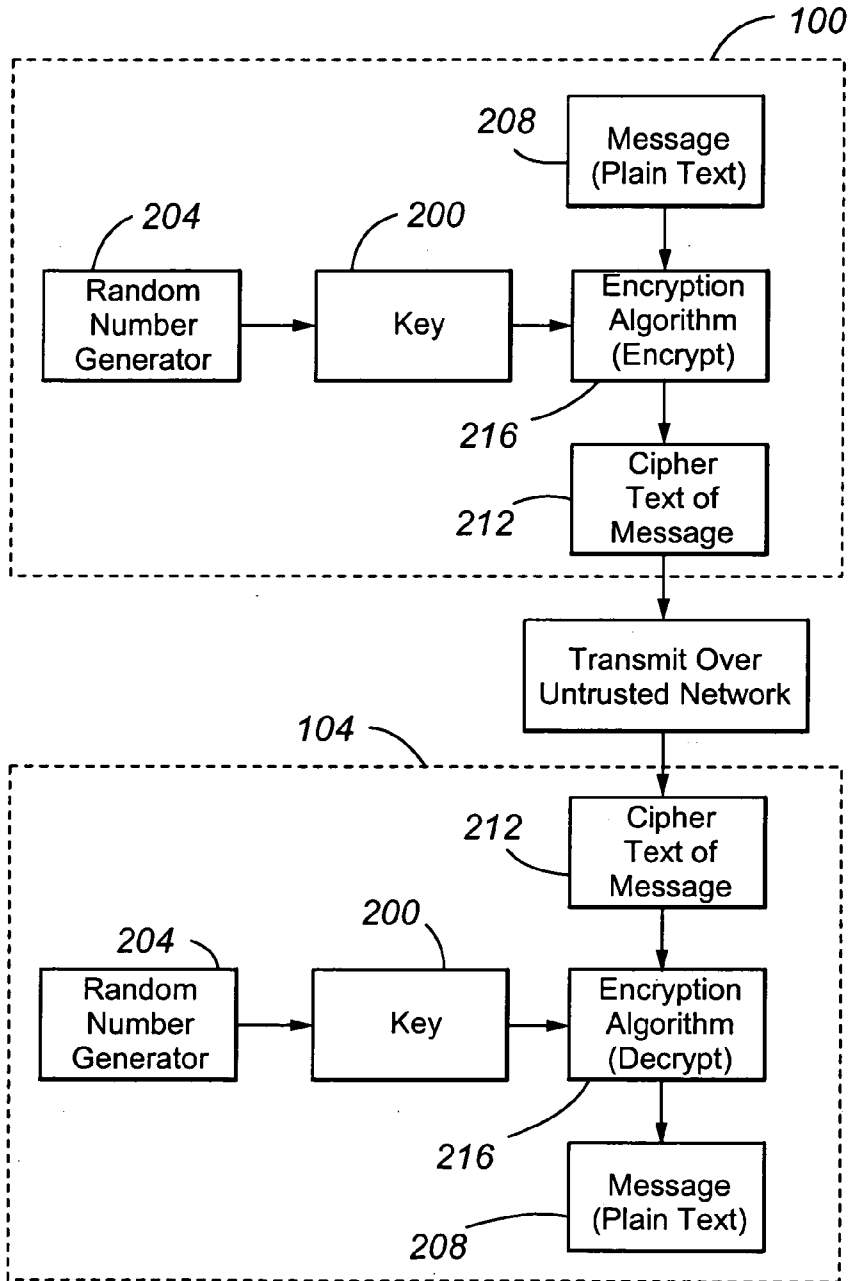 100
208
Message
(Plain Text)
204
200
Random
Number
Generator
Key
Encryption
Algorithm
(Encrypt)
216
212
Cipher
Text of
Message
Transmit Over
Untrusted Network
104
212
Cipher
Text of
Message
204
200
Random
Number
Generator
Key
Encryption
Algorithm
(Decrypt)
216
208
Message
(Plain Text)